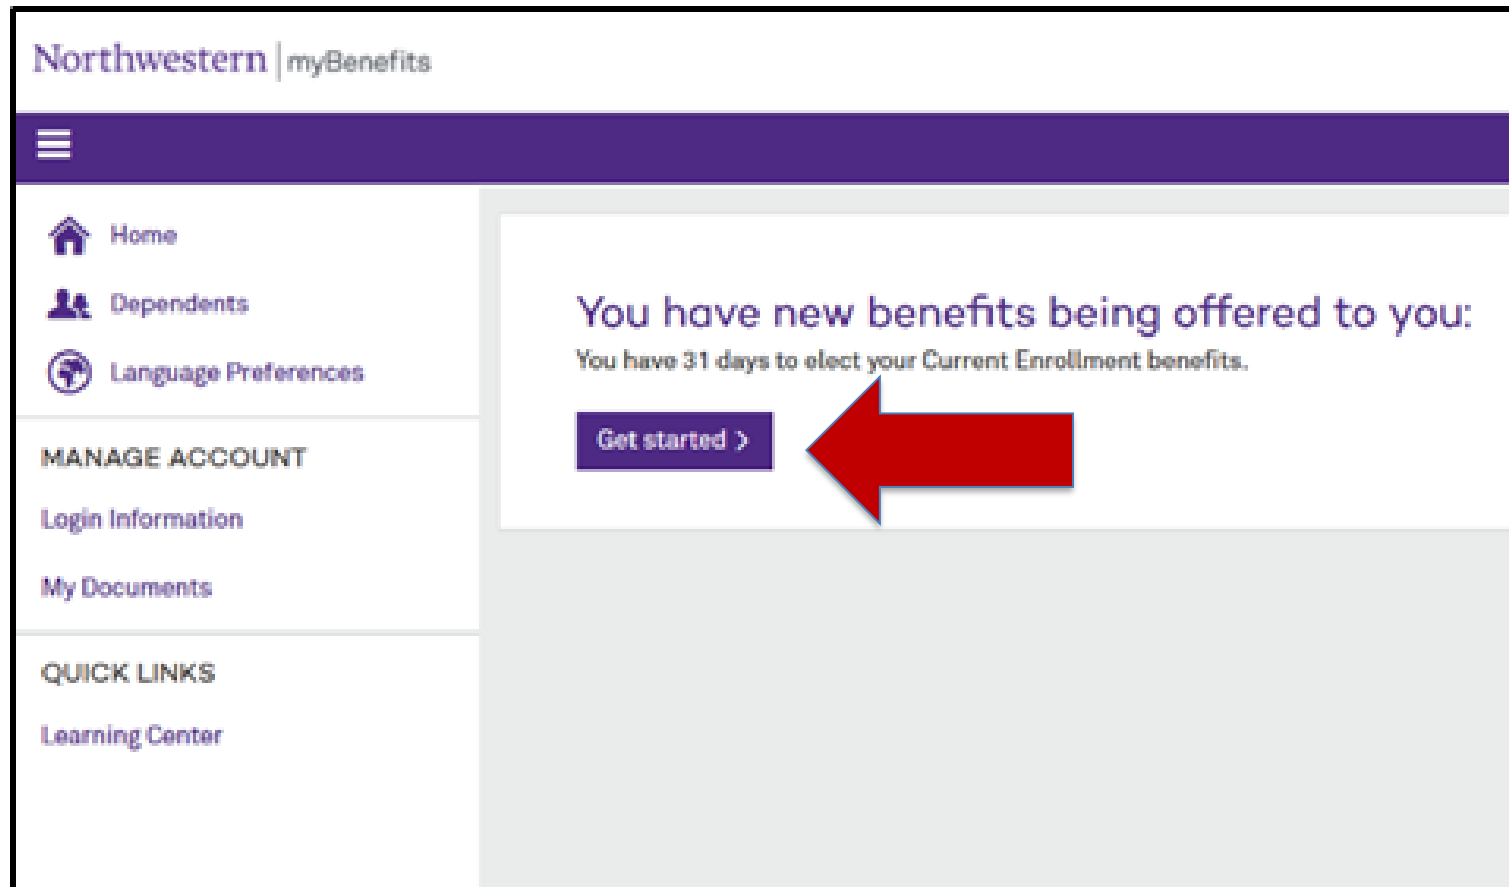 Northwestern | myBenefits
Home
Dependents
Language Preferences
MANAGE ACCOUNT
Login Information
My Documents
QUICK LINKS
Learning Center
You have new benefits being offered to you:
You have 31 days to elect your Current Enrollment benefits.
Get started >